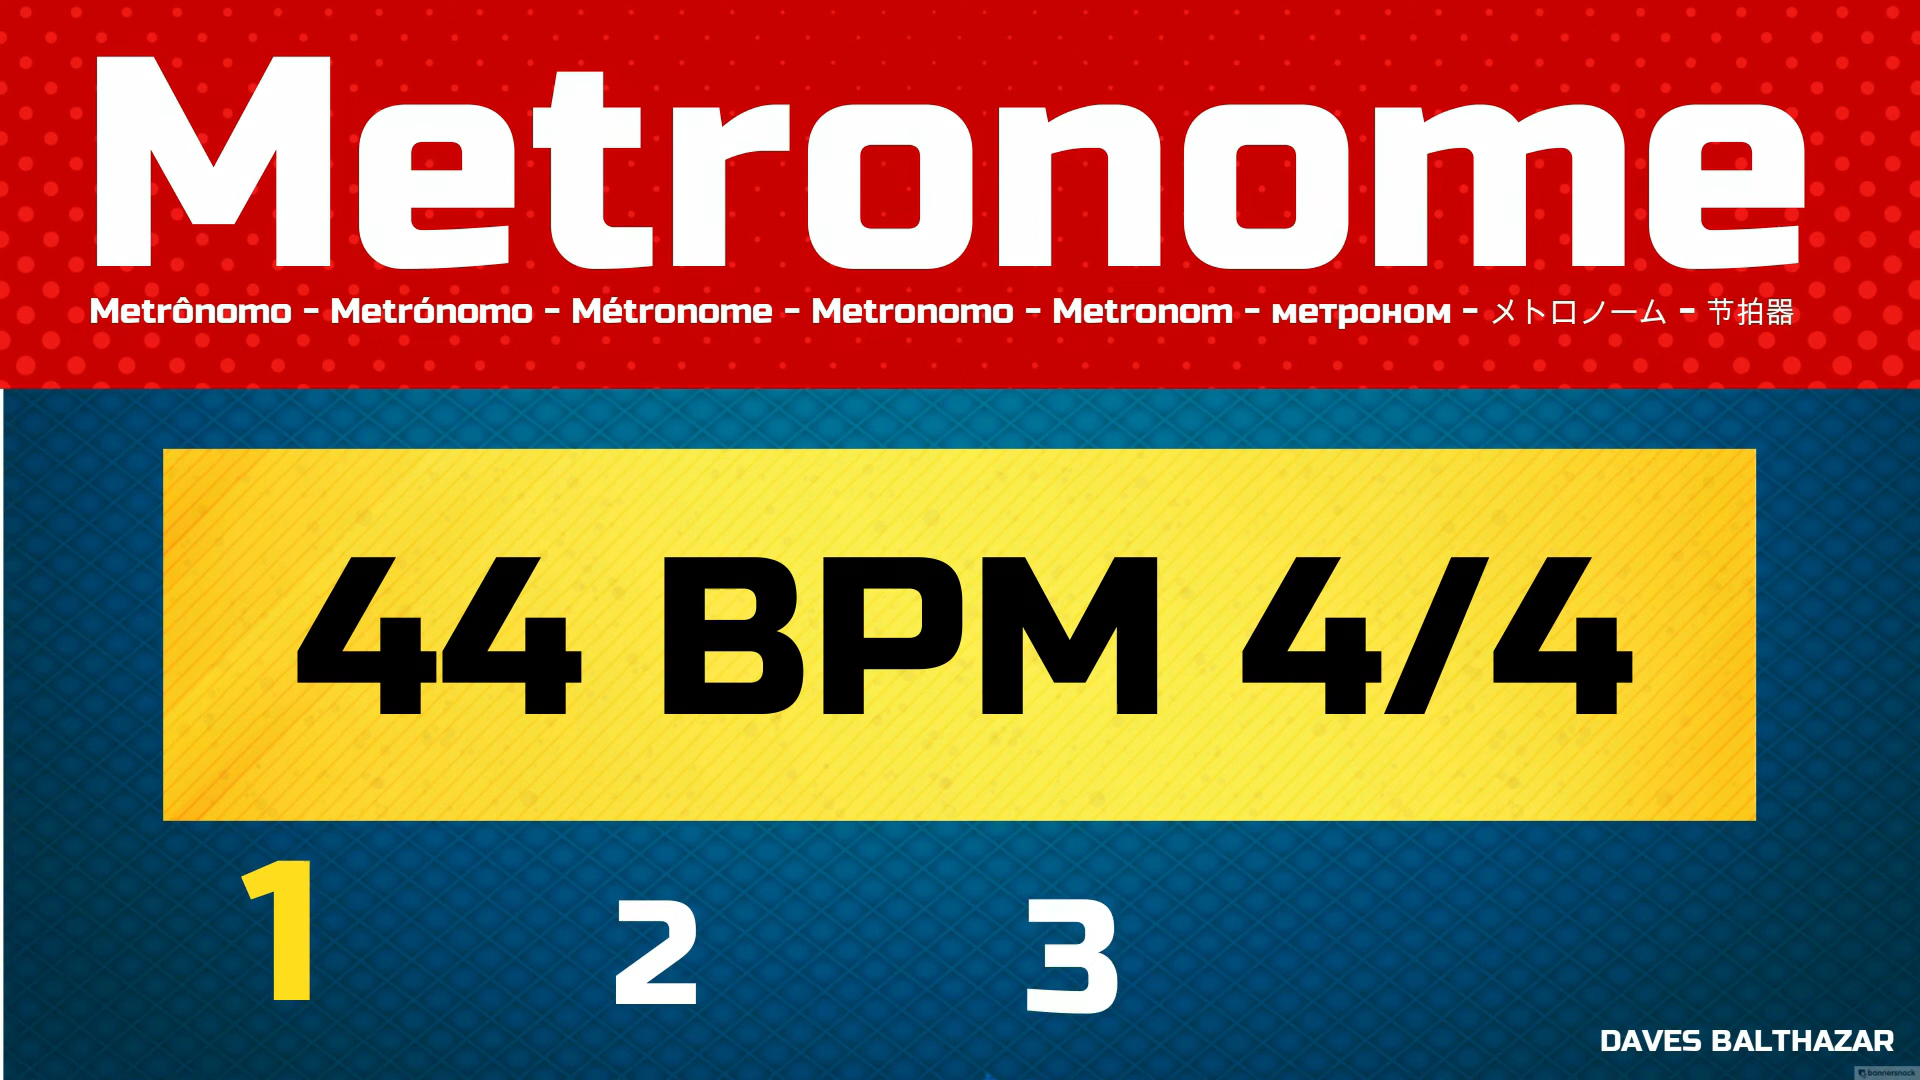 Metronome
Metrônomo - Metrónomo - Métronome - Metronomo - Metronom - метроном - メトロノーム - 节拍器
44 BPM 4/4
1 2 3
DAVES BALTHAZAR
bannersnack